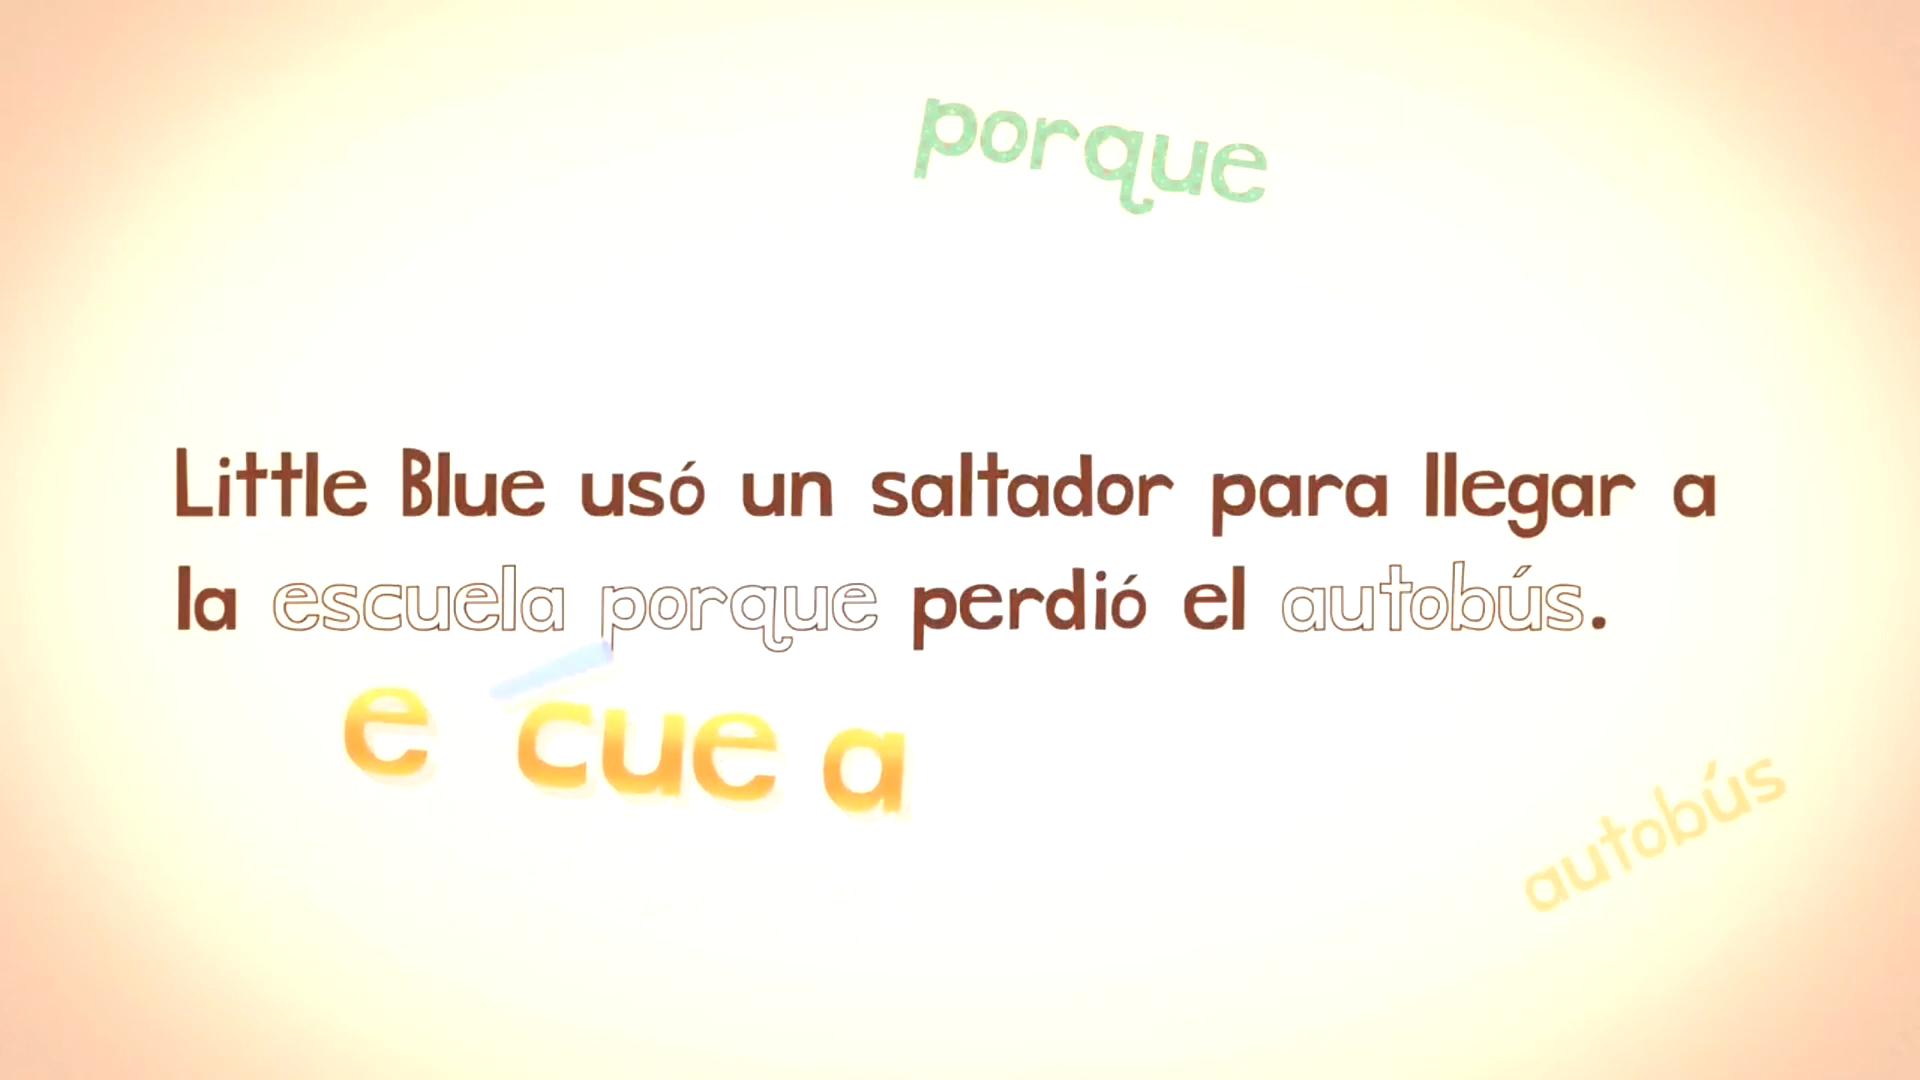 porque
Little Blue usó un saltador para llegar a
la escuela porque perdió el autobús.
e cue a
autobús